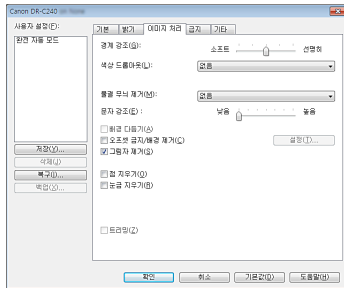 Canon DR-C240
사용자 설정(F):
완전 자동 모드
저장(Y)...
삭제(J)
복구(I)...
백업(X)...
기본 밝기 이미지 처리 급지 기타
경계 강조(G):
소프트 선명히
색상 드롭아웃(L):
없음
물결 무늬 제거(M):
없음
문자 강조(E) :
낮음 높음
배경 다듬기(A)
오프셋 금지/배경 제거(C)
설정(T)...
그림자 제거(S)
점 지우기(O)
눈금 지우기(R)
트리밍(Z)
확인 취소 기본값(D) 도움말(H)